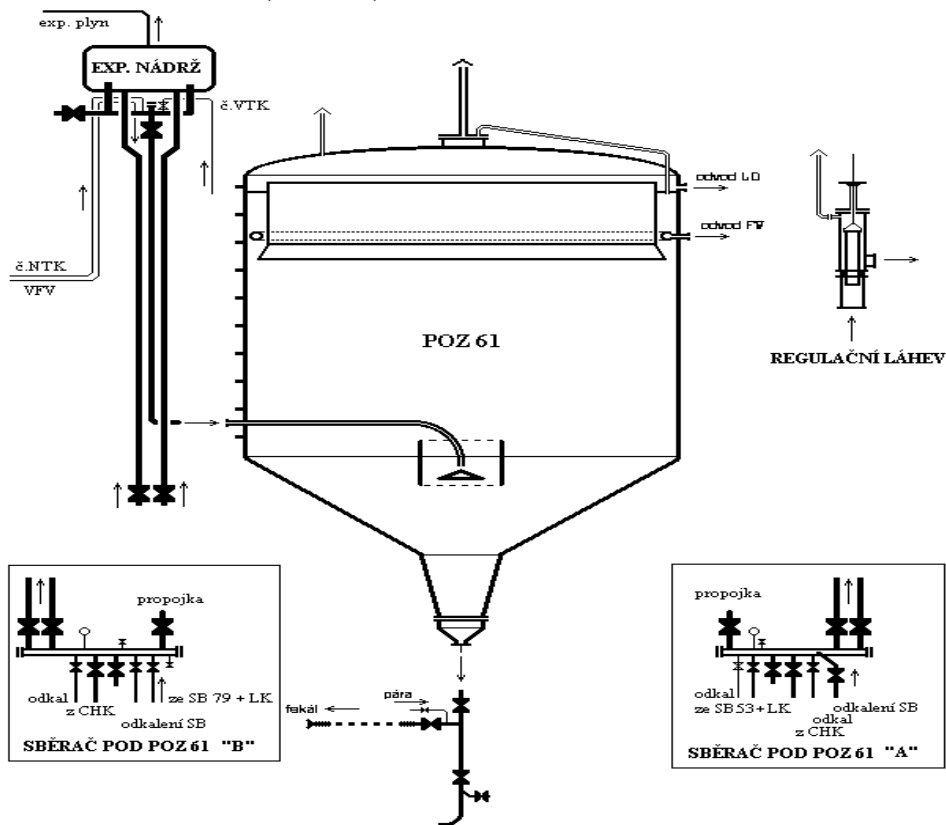 exp. plyn
EXP. NÁDRŽ
č.VTK
č.NTK
VFV
odvod LD
odvod FV
POZ 61
REGULAČNÍ LÁHEV
propojka
odkal
z CHK
ze SB 79 + LK
odkalení SB
SBĚRAČ POD POZ 61 "B"
pára
fekál
propojka
odkal
ze SB53+LK
odkalení SB
odkal
z CHK
SBĚRAČ POD POZ 61 "A"